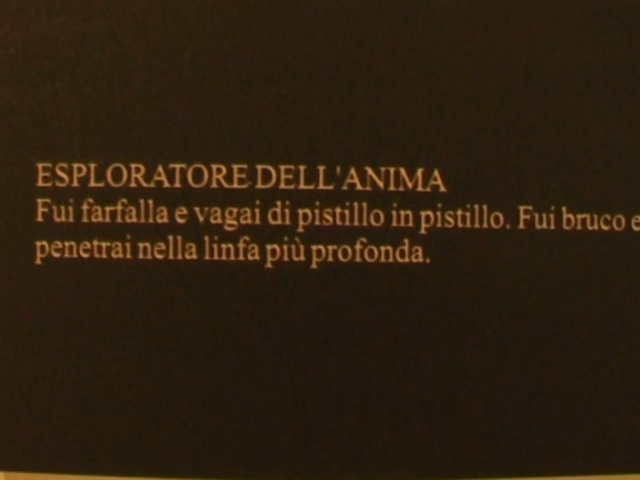 ESPLORATORE DELL'ANIMA
Fui farfalla e vagai di pistillo in pistillo. Fui bruco e
penetrai nella linfa più profonda.